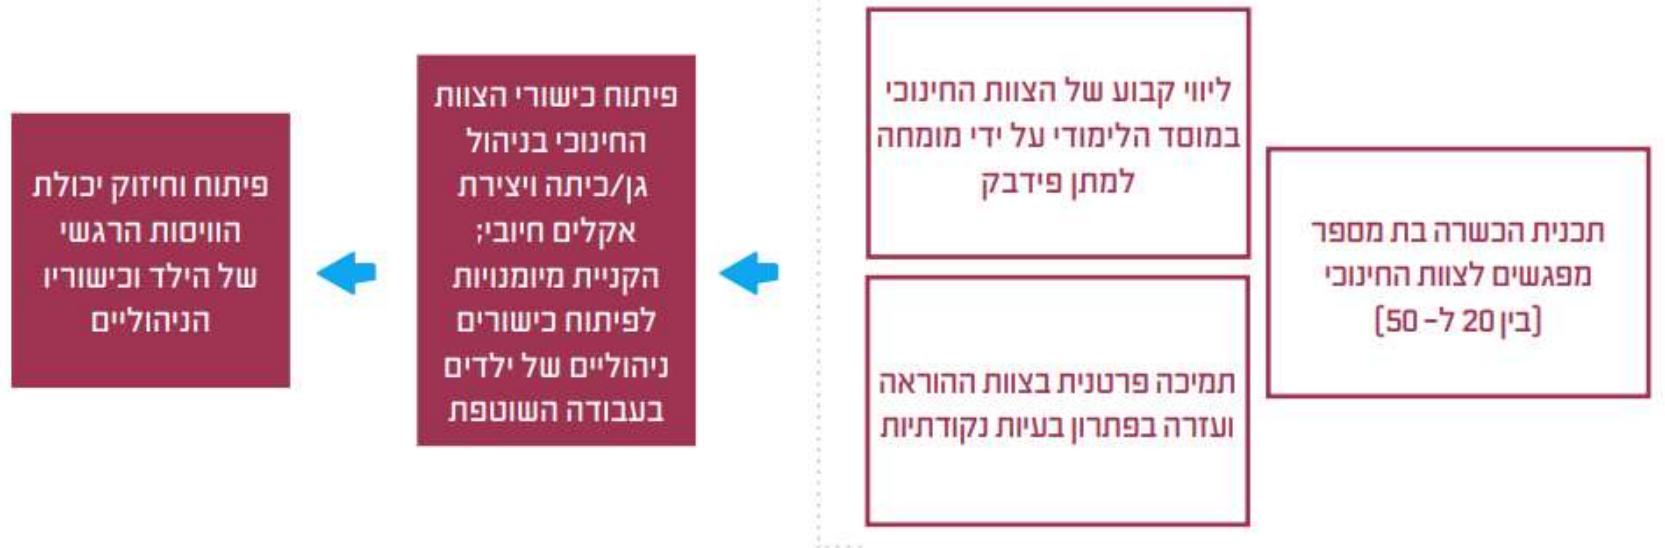 תכנית הכשרה בת מספר
מפגשים לצוות החינוכי
(בין 20 ל- 50)
ליווי קבוע של הצוות החינוכי
במוסד הלימודי על ידי מומחה
למתן פידבק
תמיכה פרטנית בצוות ההוראה
ועזרה בפתרון בעיות נקודתיות
פיתוח כישורי הצוות
החינוכי בניהול
גן/כיתה ויצירת
אקלים חיובי;
הקניית מיומנויות
לפיתוח כישורים
ניהוליים של ילדים
בעבודה השוטפת
פיתוח וחיזוק יכולת
הוויסות הרגשי
של הילד וכישוריו
הניהוליים